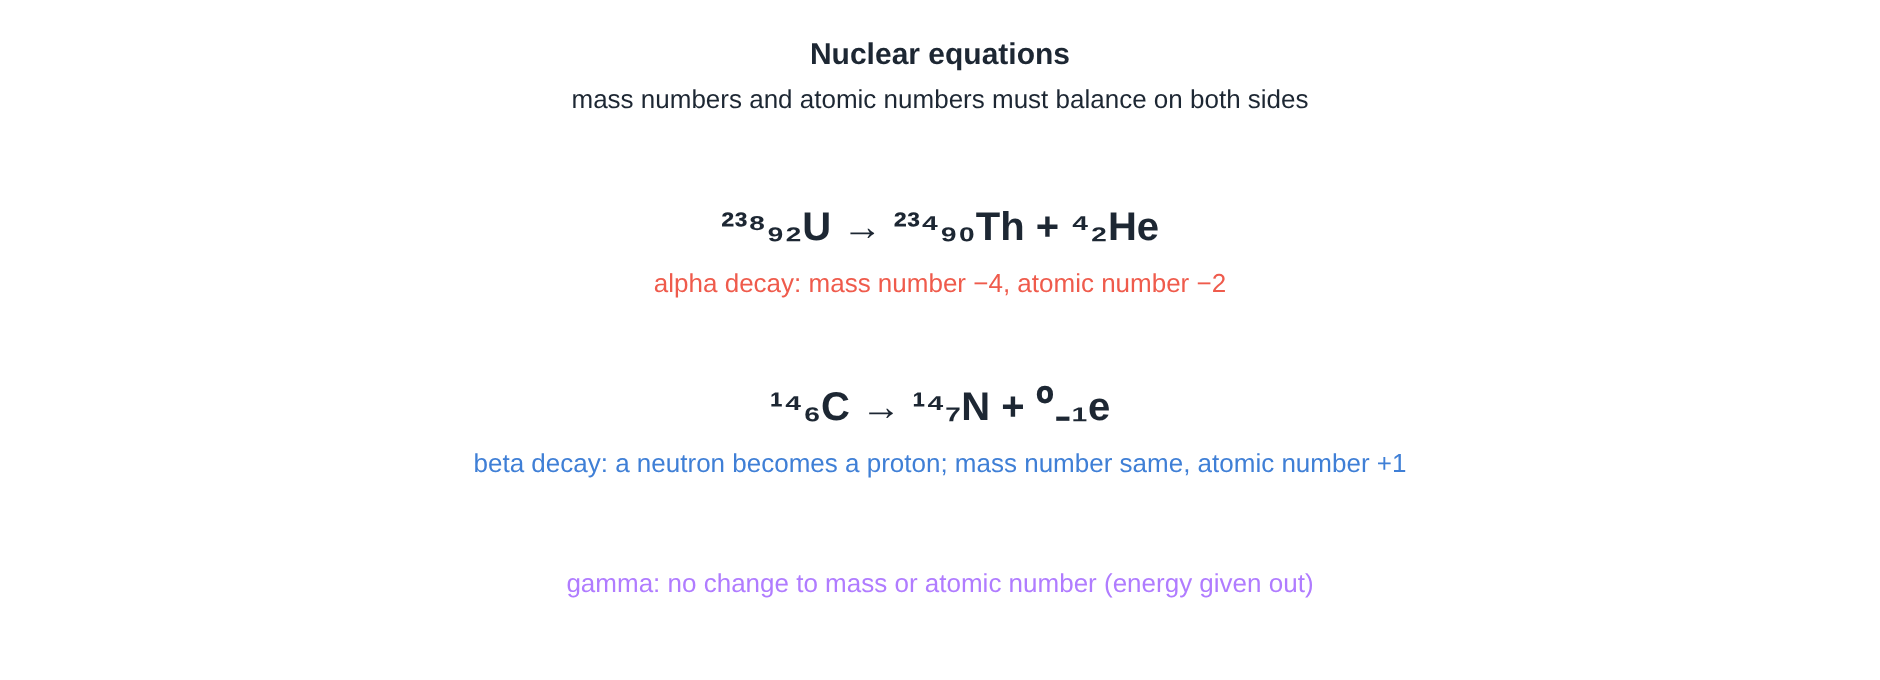 Nuclear equations
mass numbers and atomic numbers must balance on both sides
²³⁸₉₂U → ²³⁴₉₀Th + ⁴₂He
alpha decay: mass number −4, atomic number −2
¹⁴₆C → ¹⁴₇N + ⁰₋₁e
beta decay: a neutron becomes a proton; mass number same, atomic number +1
gamma: no change to mass or atomic number (energy given out)